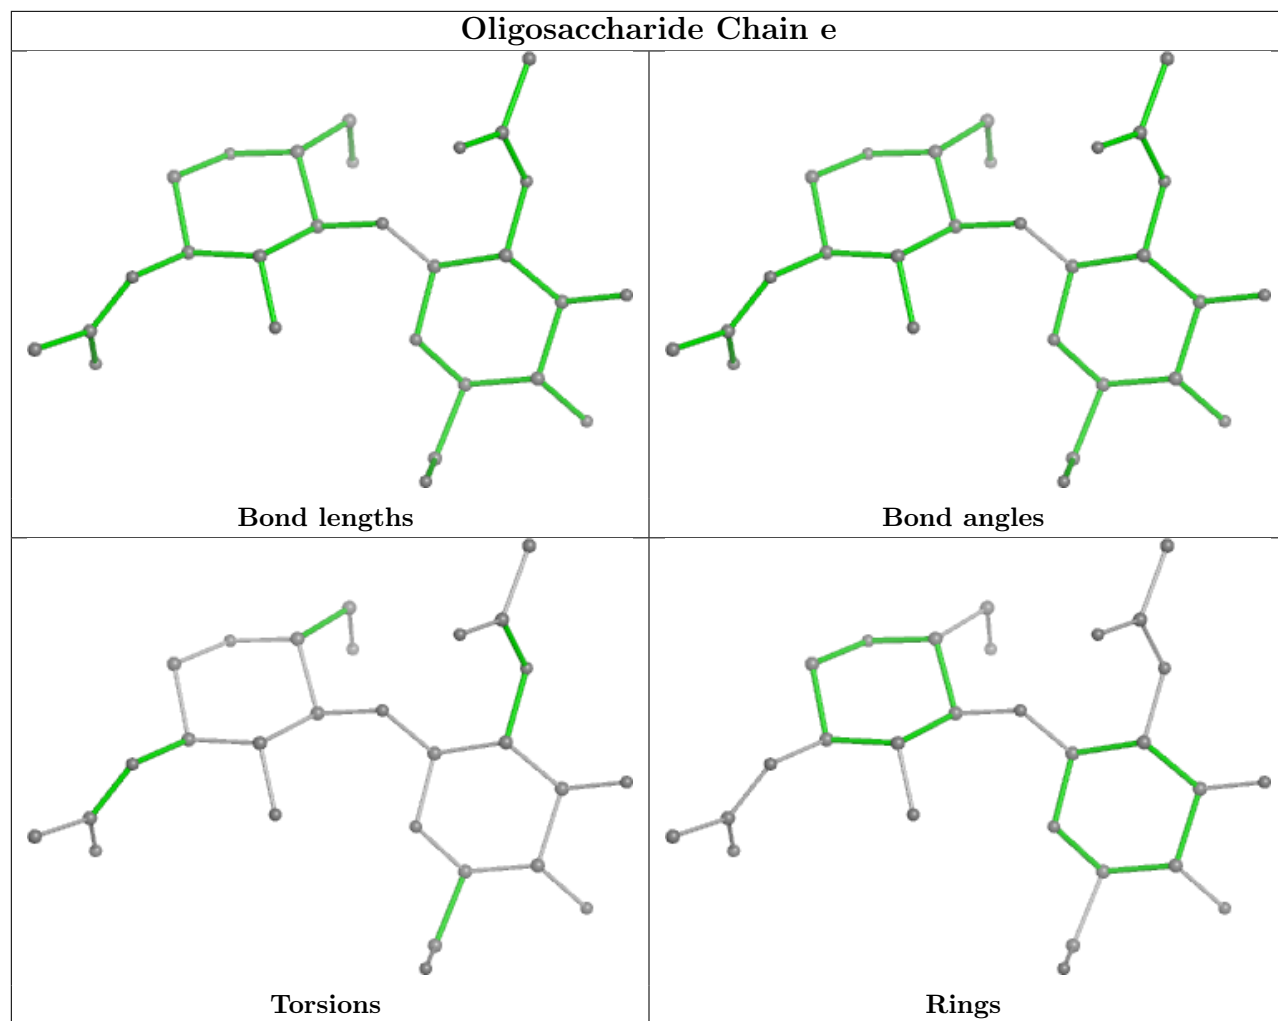 Oligosaccharide Chain e
Bond lengths
Bond angles
Torsions
Rings